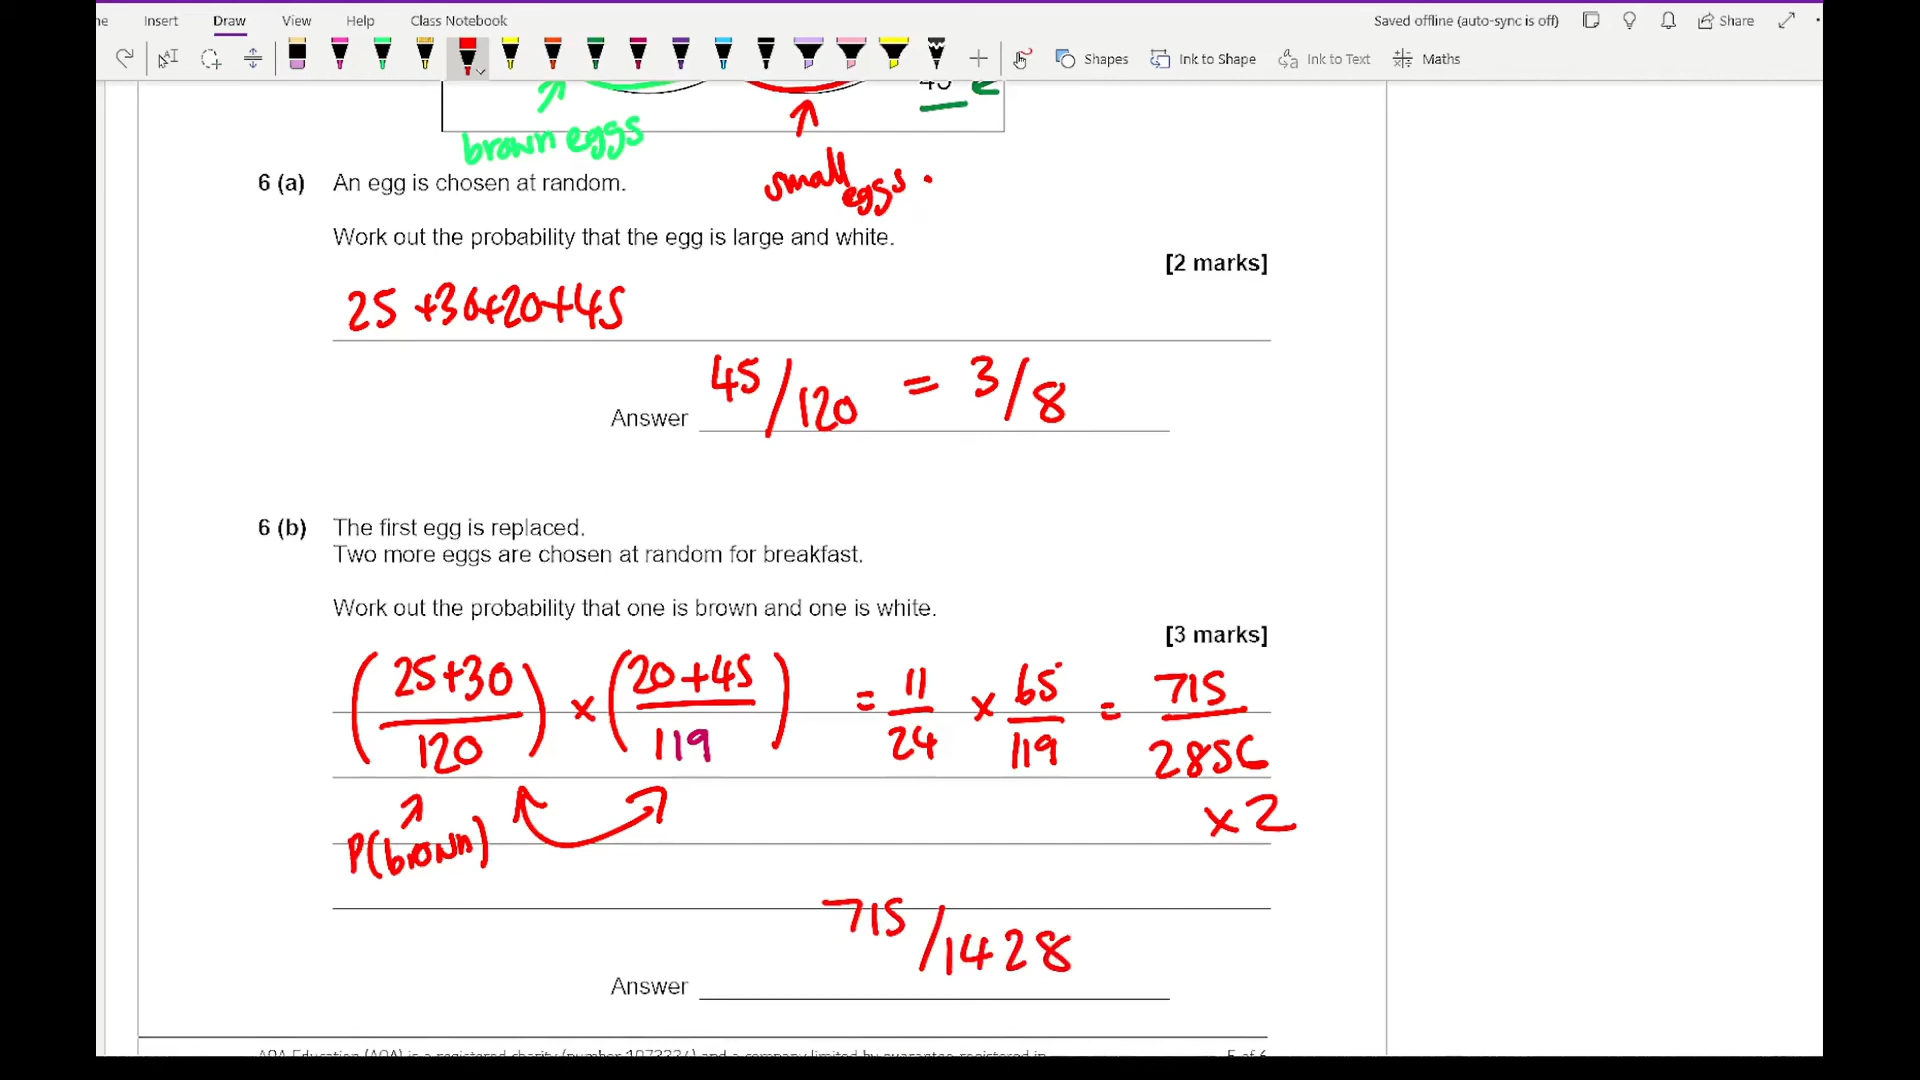 Insert Draw View Help Class Notebook Saved offline (auto-sync is off) Share
Shapes Ink to Shape Ink to Text Maths
brown eggs
small eggs
6 (a) An egg is chosen at random.
Work out the probability that the egg is large and white.
[2 marks]
25 +30+20+45
Answer 45/120 = 3/8
6 (b) The first egg is replaced.
Two more eggs are chosen at random for breakfast.
Work out the probability that one is brown and one is white.
[3 marks]
(25+30/120) × (20+45/119) = 11/24 × 65/119 = 715/2856
×2
P(brown)
715/1428
Answer